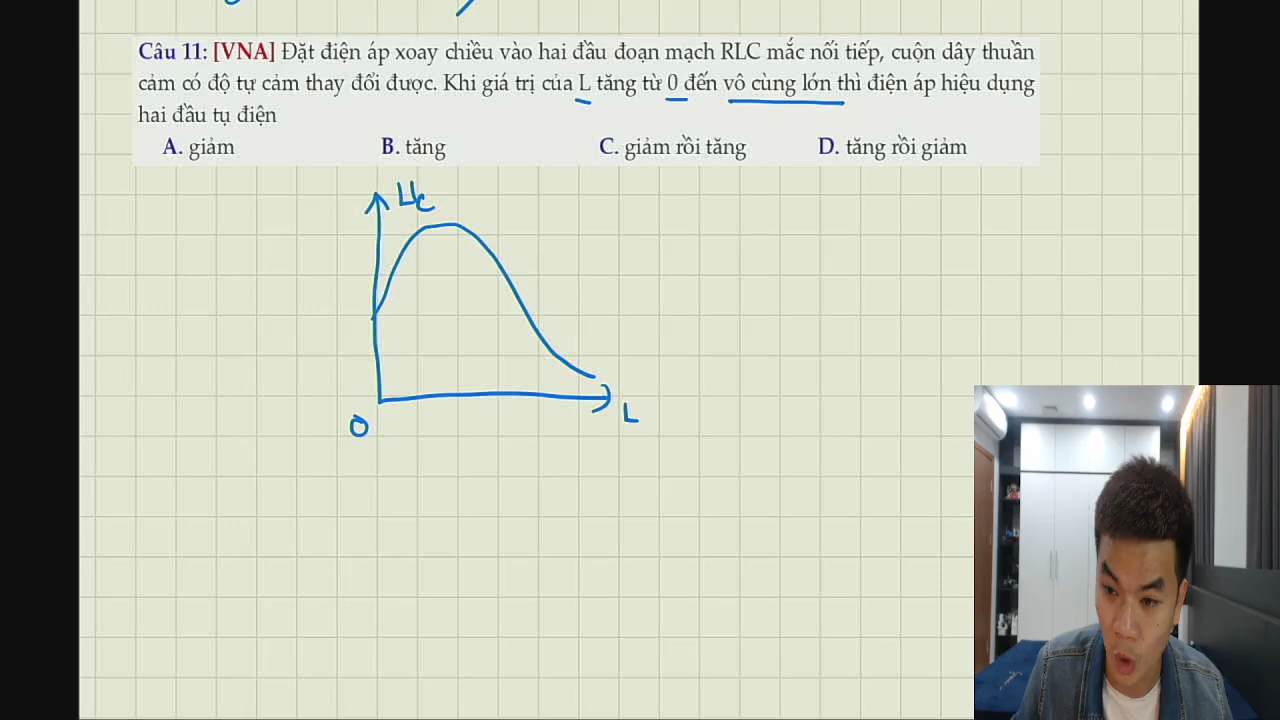 Câu 11: [VNA] Đặt điện áp xoay chiều vào hai đầu đoạn mạch RLC mắc nối tiếp, cuộn dây thuần
cảm có độ tự cảm thay đổi được. Khi giá trị của L tăng từ 0 đến vô cùng lớn thì điện áp hiệu dụng
hai đầu tụ điện
A. giảm B. tăng C. giảm rồi tăng D. tăng rồi giảm
Uc
0 L